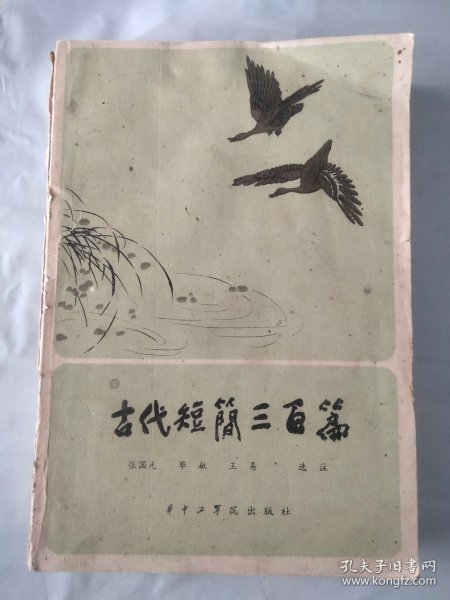 古代短简三百篇
张国光 毕敏 王易 选注
华中工学院出版社
孔夫子旧书网
www.kongfz.com